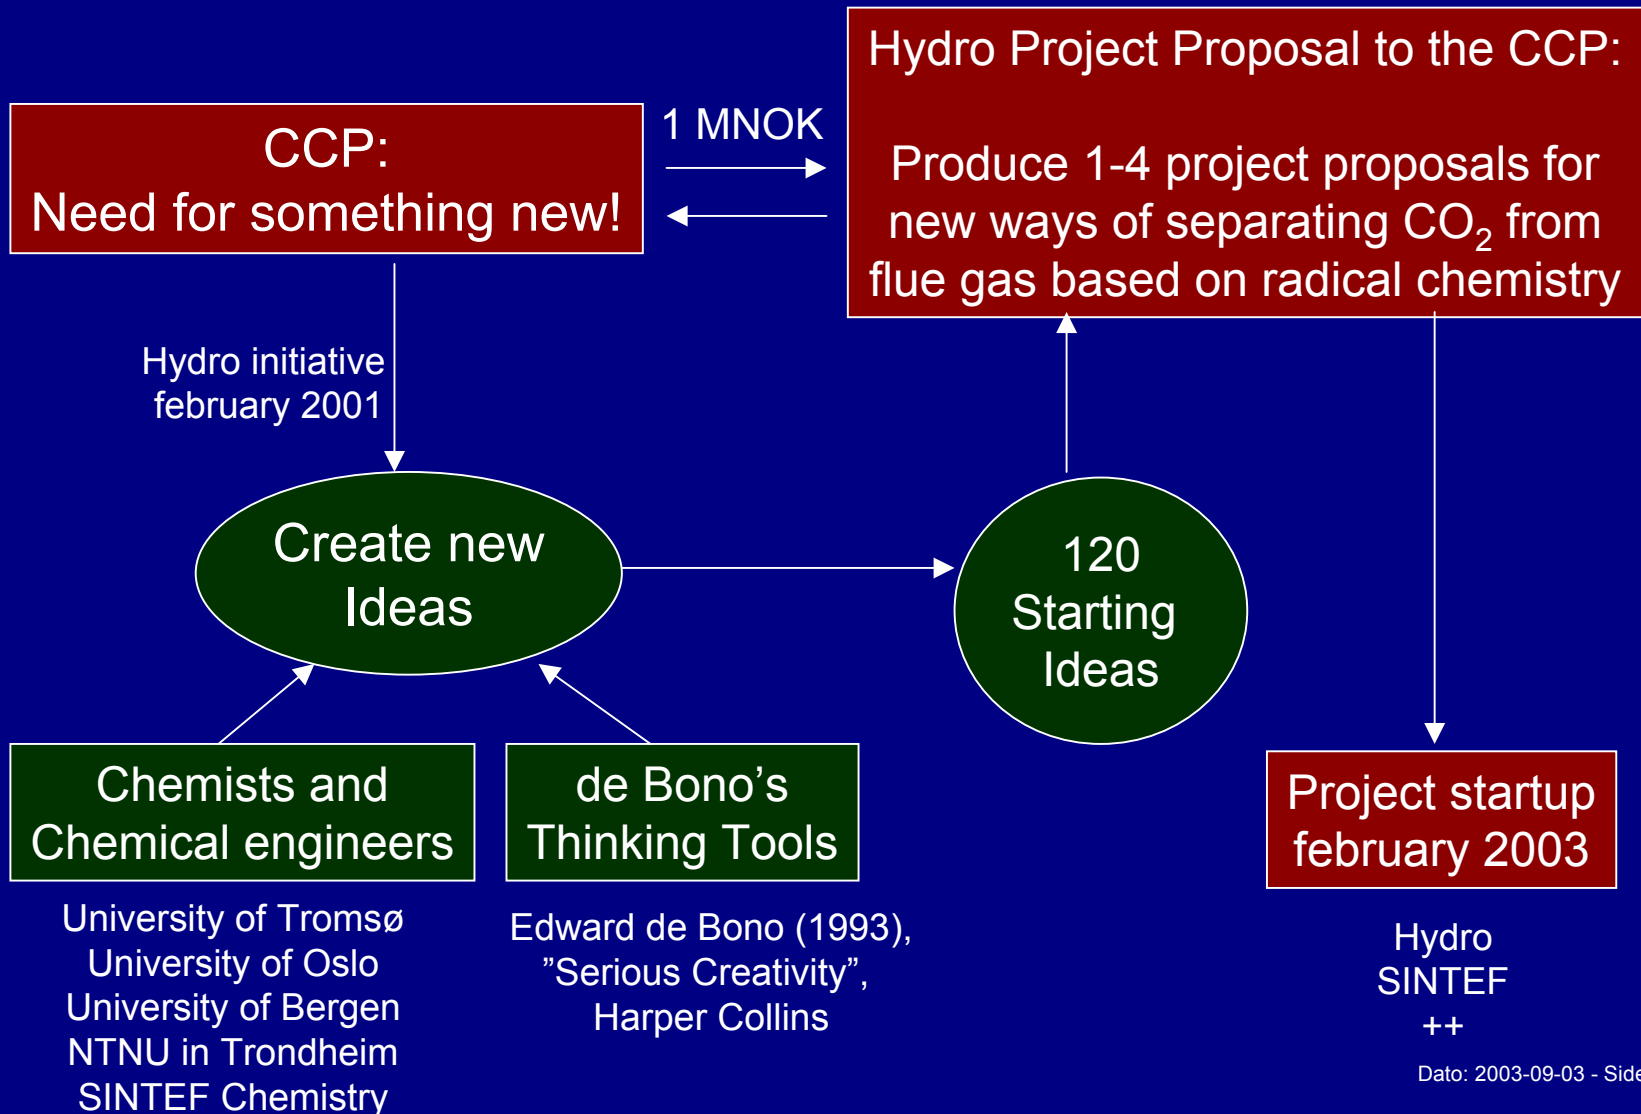 CCP:
Need for something new!
1 MNOK
Hydro Project Proposal to the CCP:
Produce 1-4 project proposals for
new ways of separating CO₂ from
flue gas based on radical chemistry
Hydro initiative
february 2001
Create new
Ideas
120
Starting
Ideas
Chemists and
Chemical engineers
de Bono’s
Thinking Tools
Project startup
february 2003
University of Tromsø
University of Oslo
University of Bergen
NTNU in Trondheim
SINTEF Chemistry
Edward de Bono (1993),
”Serious Creativity”,
Harper Collins
Hydro
SINTEF
++
Dato: 2003-09-03 - Side